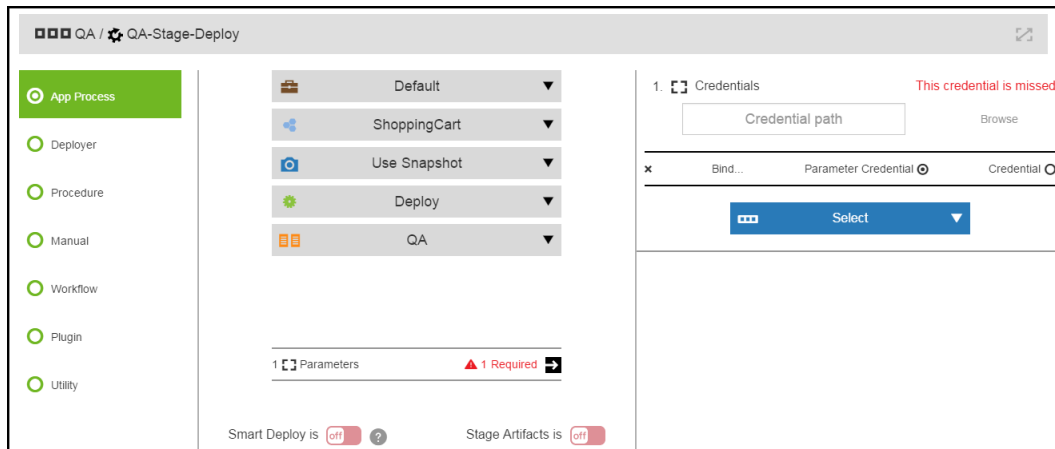 QA / QA-Stage-Deploy
App Process
Deployer
Procedure
Manual
Workflow
Plugin
Utility
Default
ShoppingCart
Use Snapshot
Deploy
QA
1 Parameters 1 Required
Smart Deploy is off ? Stage Artifacts is off
1. Credentials This credential is missed
Credential path Browse
Bind... Parameter Credential Credential
Select